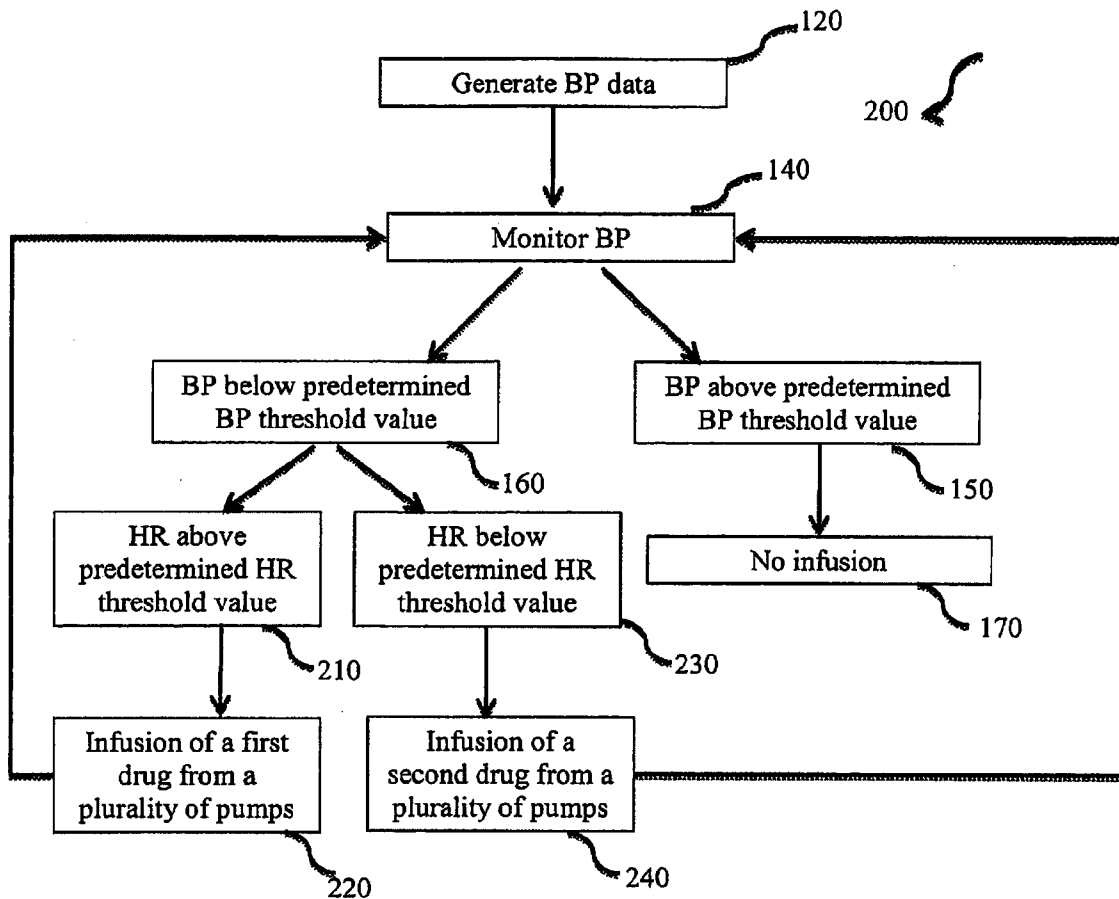 120
Generate BP data
200
140
Monitor BP
BP below predetermined
BP threshold value
160
BP above predetermined
BP threshold value
150
HR above
predetermined HR
threshold value
210
HR below
predetermined HR
threshold value
230
No infusion
170
Infusion of a first
drug from a
plurality of pumps
220
Infusion of a
second drug from a
plurality of pumps
240